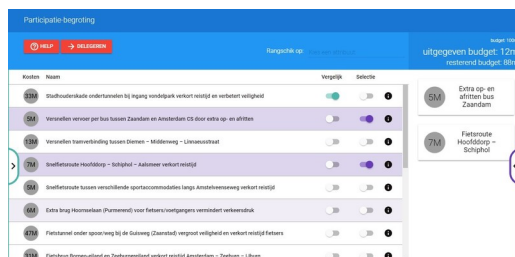 Participatie-begroting
HELP
DELEGEREN
Rangschik op:
budget: 100
uitgegeven budget: 12m
resterend budget: 88m
Kosten Naam Vergelijk Selectie
33M Stadhouderskade ondertunnelen bij ingang vondelpark verkort reistijd en verbetert veiligheid
5M Versnellen vervoer per bus tussen Zaandam en Amsterdam CS door extra op- en afritten
13M Versnellen tramverbinding tussen Diemen – Middenweg – Linnaeusstraat
7M Snelfietsroute Hoofddorp – Schiphol – Aalsmeer verkort reistijd
5M Snelfietsroute tussen verschillende sportaccommodaties langs Amstelveenseweg verkort reistijd
6M Extra brug Hoornselaan (Purmerend) voor fietsers/voetgangers vermindert verkeersdruk
47M Fietstunnel onder spoor/weg bij de Guisweg (Zaanstad) vergroot veiligheid en verkort reistijd fietsers
5M Extra op- en
afritten bus
Zaandam
7M Fietsroute
Hoofddorp –
Schiphol